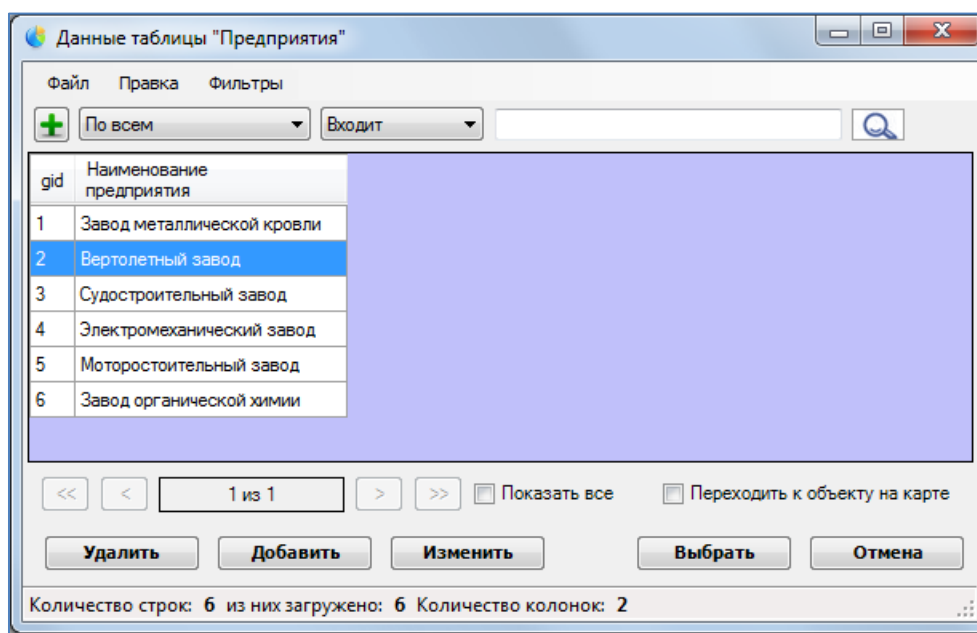 Данные таблицы "Предприятия"
Файл Правка Фильтры
По всем Входит
gid Наименование
предприятия
1 Завод металлической кровли
2 Вертолетный завод
3 Судостроительный завод
4 Электромеханический завод
5 Моторостоительный завод
6 Завод органической химии
<< < 1 из 1 > >> Показать все Переходить к объекту на карте
Удалить Добавить Изменить Выбрать Отмена
Количество строк: 6 из них загружено: 6 Количество колонок: 2